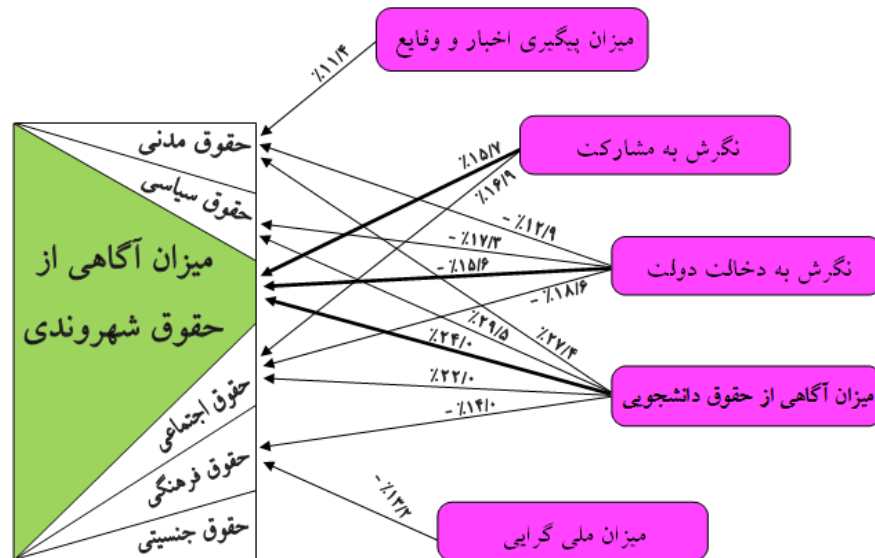 میزان پیگیری اخبار و وقایع
٪۱۱/۴
نگرش به مشارکت
حقوق مدنی
٪۱۵/۷
٪۱۶/۹
حقوق سیاسی
- ٪۱۲/۹
- ٪۱۷/۳
نگرش به دخالت دولت
- ٪۱۵/۶
- ٪۱۸/۶
میزان آگاهی از
حقوق شهروندی
٪۲۹/۵
٪۲۷/۴
٪۲۴/۰
٪۲۲/۰
میزان آگاهی از حقوق دانشجویی
- ٪۱۴/۰
حقوق اجتماعی
حقوق فرهنگی
- ٪۱۳/۲
حقوق جنسیتی
میزان ملی گرایی